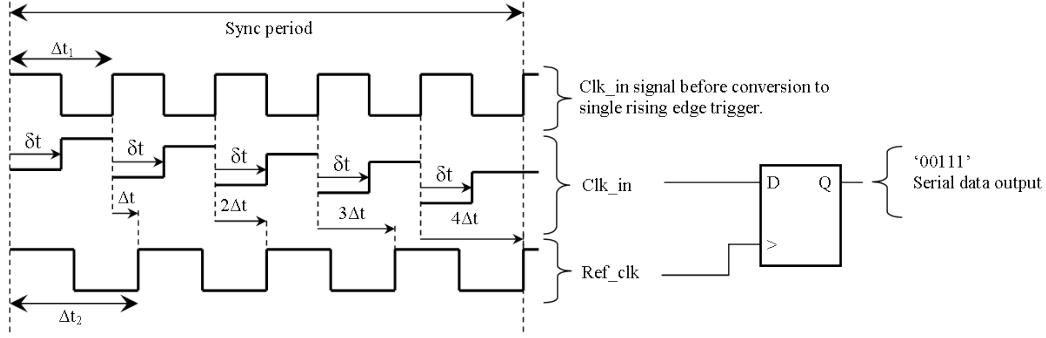 Sync period
Δt1
Clk_in signal before conversion to
single rising edge trigger.
δt
δt
δt
δt
δt
Clk_in
Δt
2Δt
3Δt
4Δt
D
Q
>
‘00111’
Serial data output
Ref_clk
Δt2